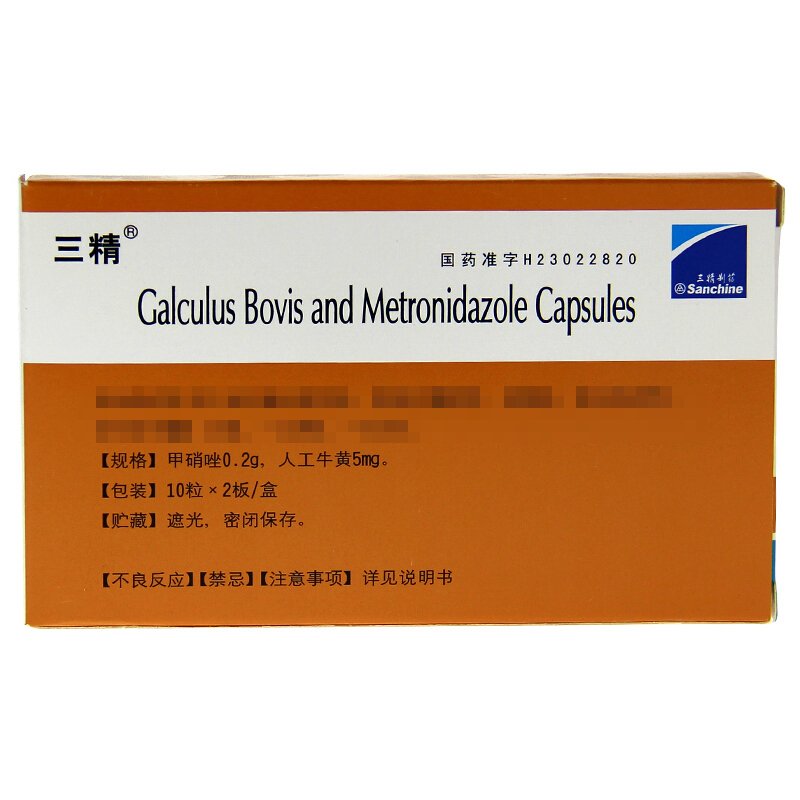 三精®
国药准字H23022820
Galculus Bovis and Metronidazole Capsules
三精制药
Sanchine
【规格】甲硝唑0.2g，人工牛黄5mg。
【包装】10粒×2板/盒
【贮藏】遮光，密闭保存。
【不良反应】【禁忌】【注意事项】详见说明书